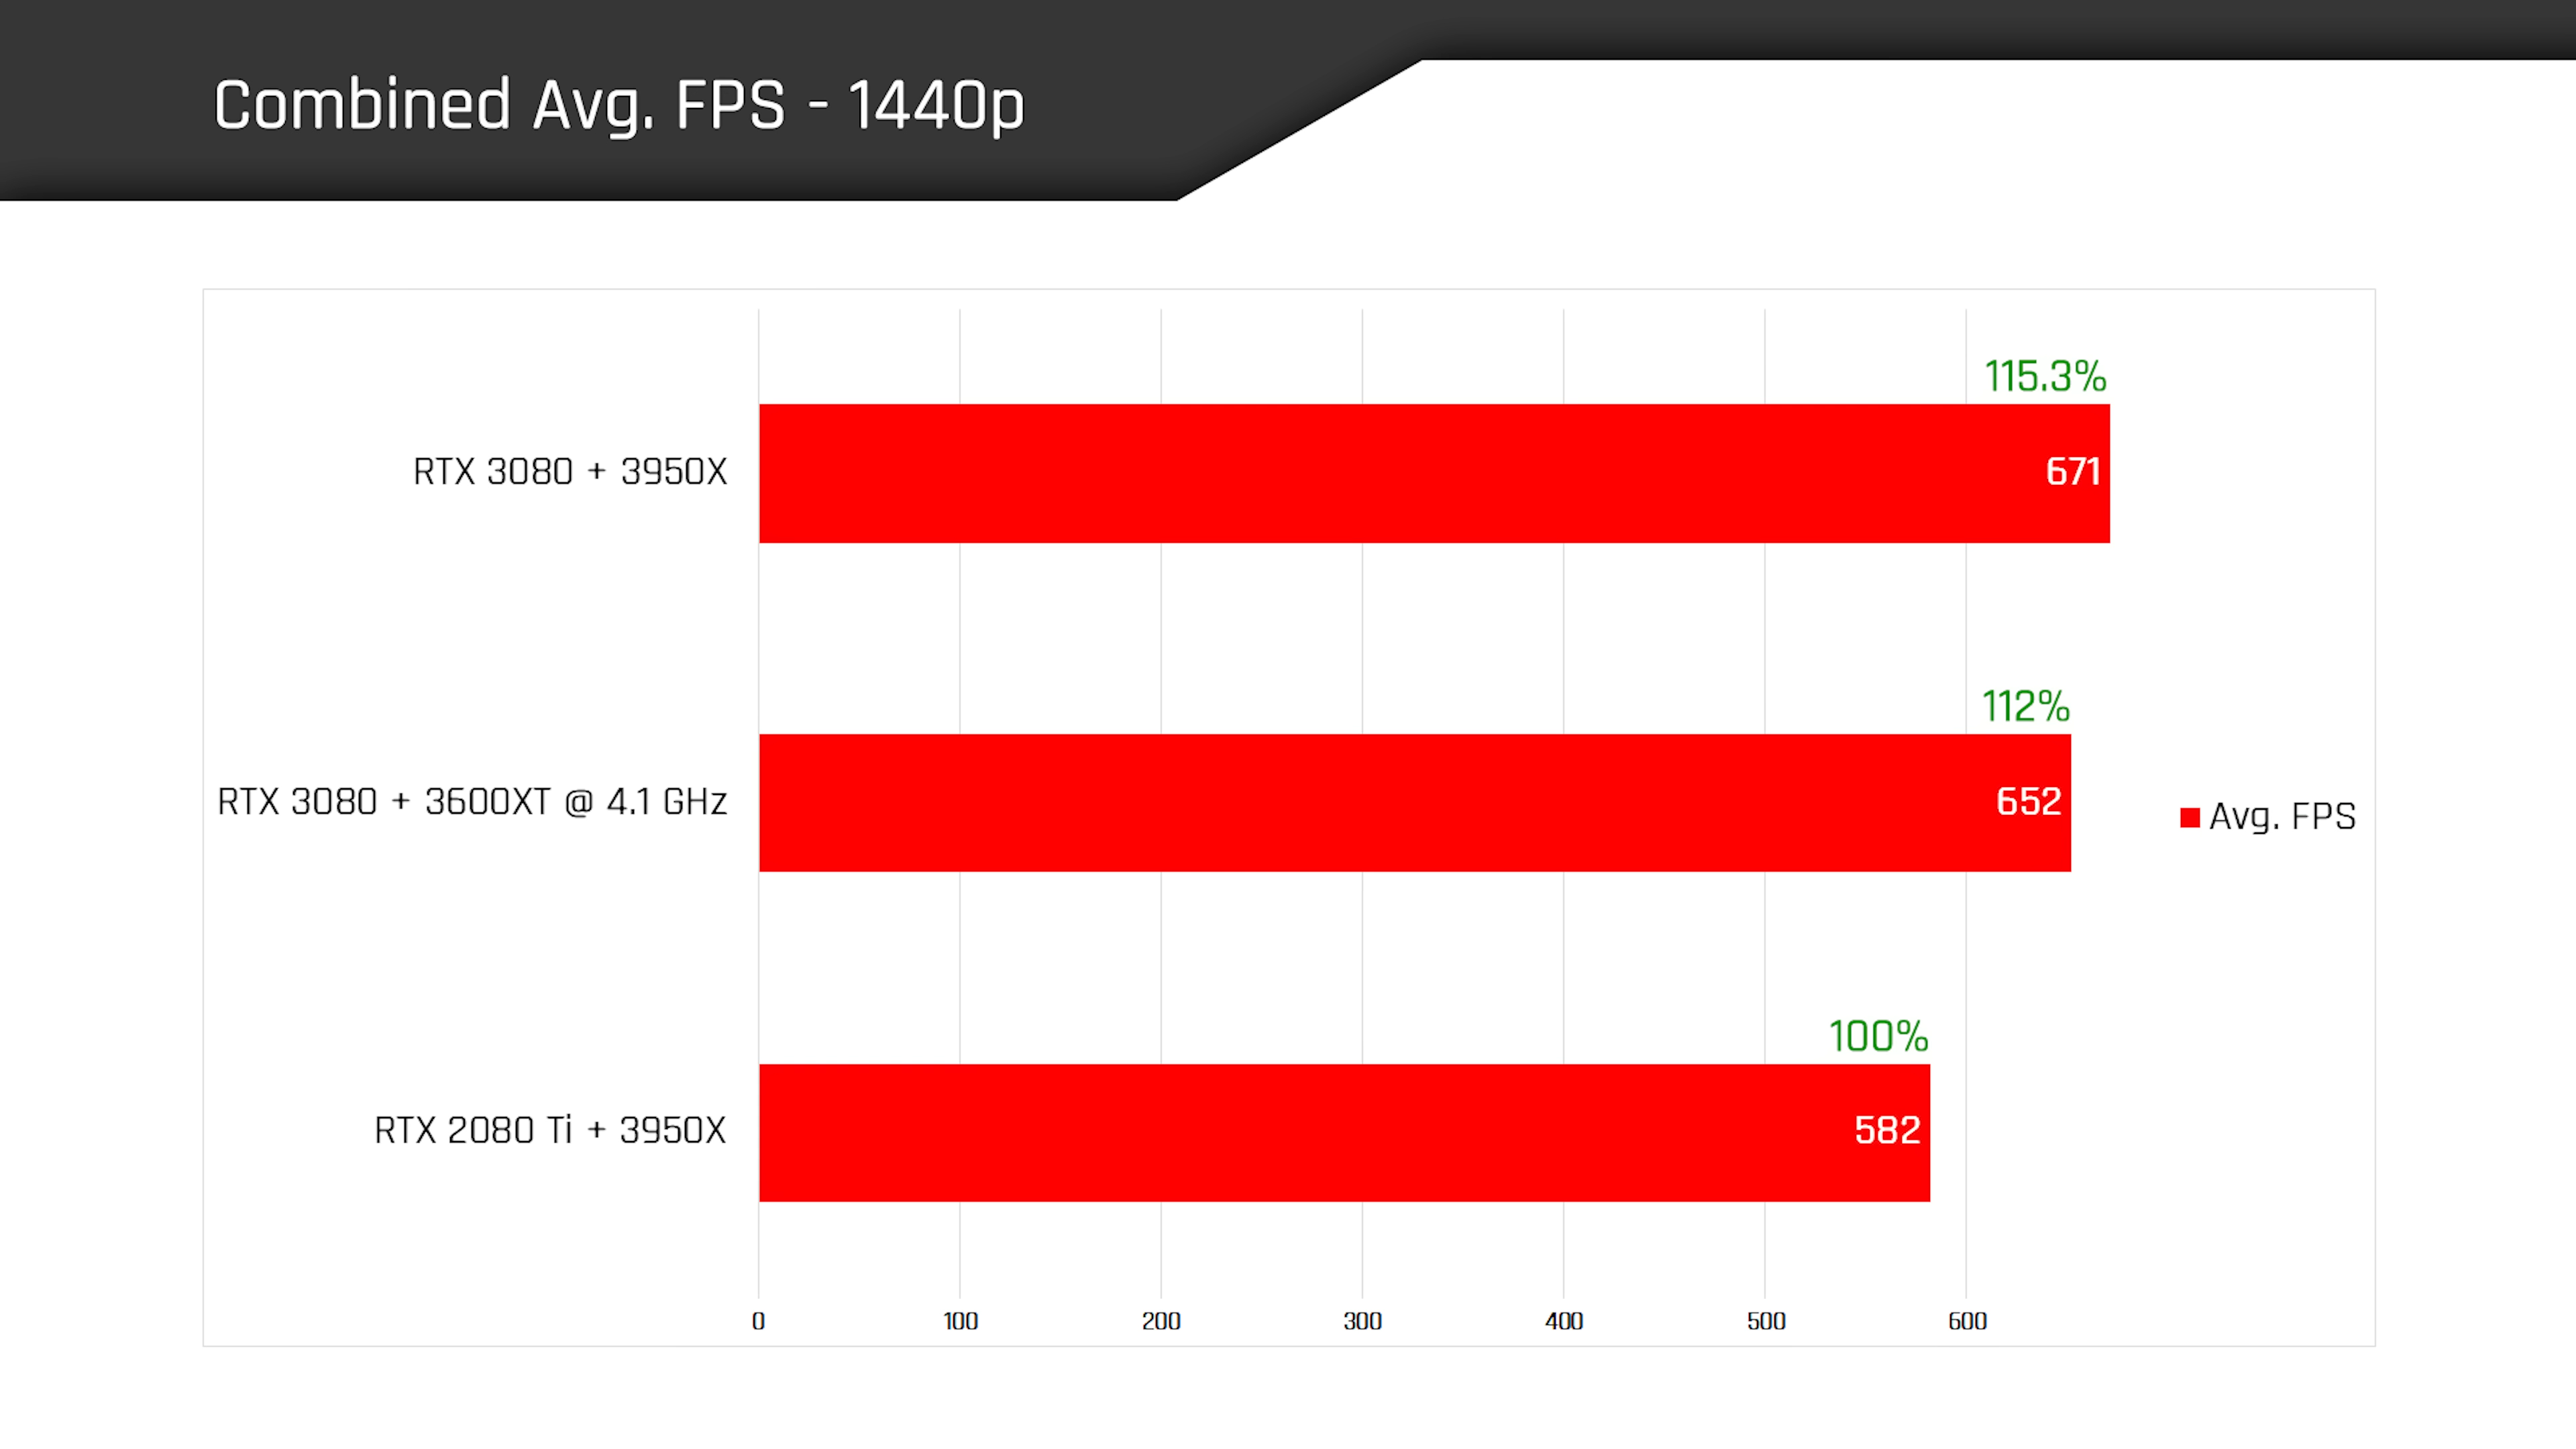 Combined Avg. FPS - 1440p
115.3%
RTX 3080 + 3950X
671
112%
RTX 3080 + 3600XT @ 4.1 GHz
652
Avg. FPS
100%
RTX 2080 Ti + 3950X
582
0 100 200 300 400 500 600